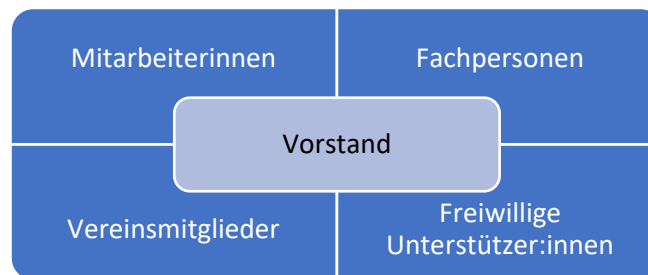 Mitarbeiterinnen
Fachpersonen
Vorstand
Vereinsmitglieder
Freiwillige
Unterstützer:innen